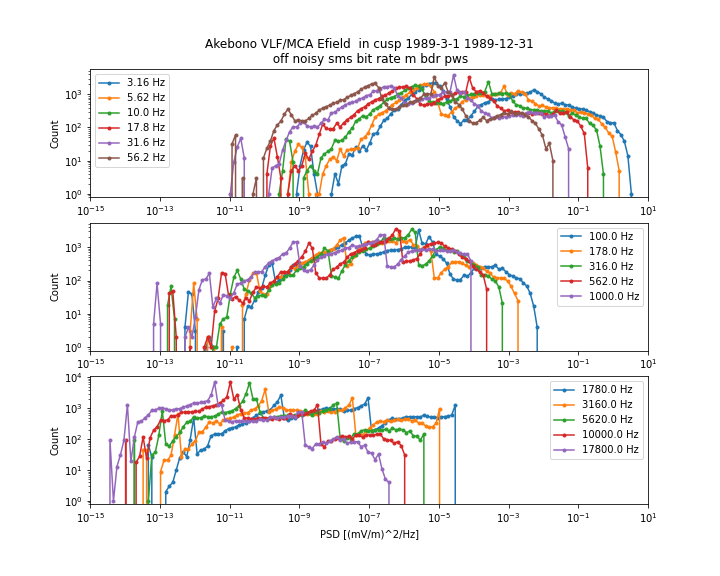 Akebono VLF/MCA Efield  in cusp 1989-3-1 1989-12-31
off noisy sms bit rate m bdr pws
Count
10^3
10^2
10^1
10^0
3.16 Hz
5.62 Hz
10.0 Hz
17.8 Hz
31.6 Hz
56.2 Hz
10^−15 10^−13 10^−11 10^−9 10^−7 10^−5 10^−3 10^−1 10^1
Count
10^3
10^2
10^1
10^0
100.0 Hz
178.0 Hz
316.0 Hz
562.0 Hz
1000.0 Hz
10^−15 10^−13 10^−11 10^−9 10^−7 10^−5 10^−3 10^−1 10^1
Count
10^4
10^3
10^2
10^1
10^0
1780.0 Hz
3160.0 Hz
5620.0 Hz
10000.0 Hz
17800.0 Hz
10^−15 10^−13 10^−11 10^−9 10^−7 10^−5 10^−3 10^−1 10^1
PSD [(mV/m)^2/Hz]